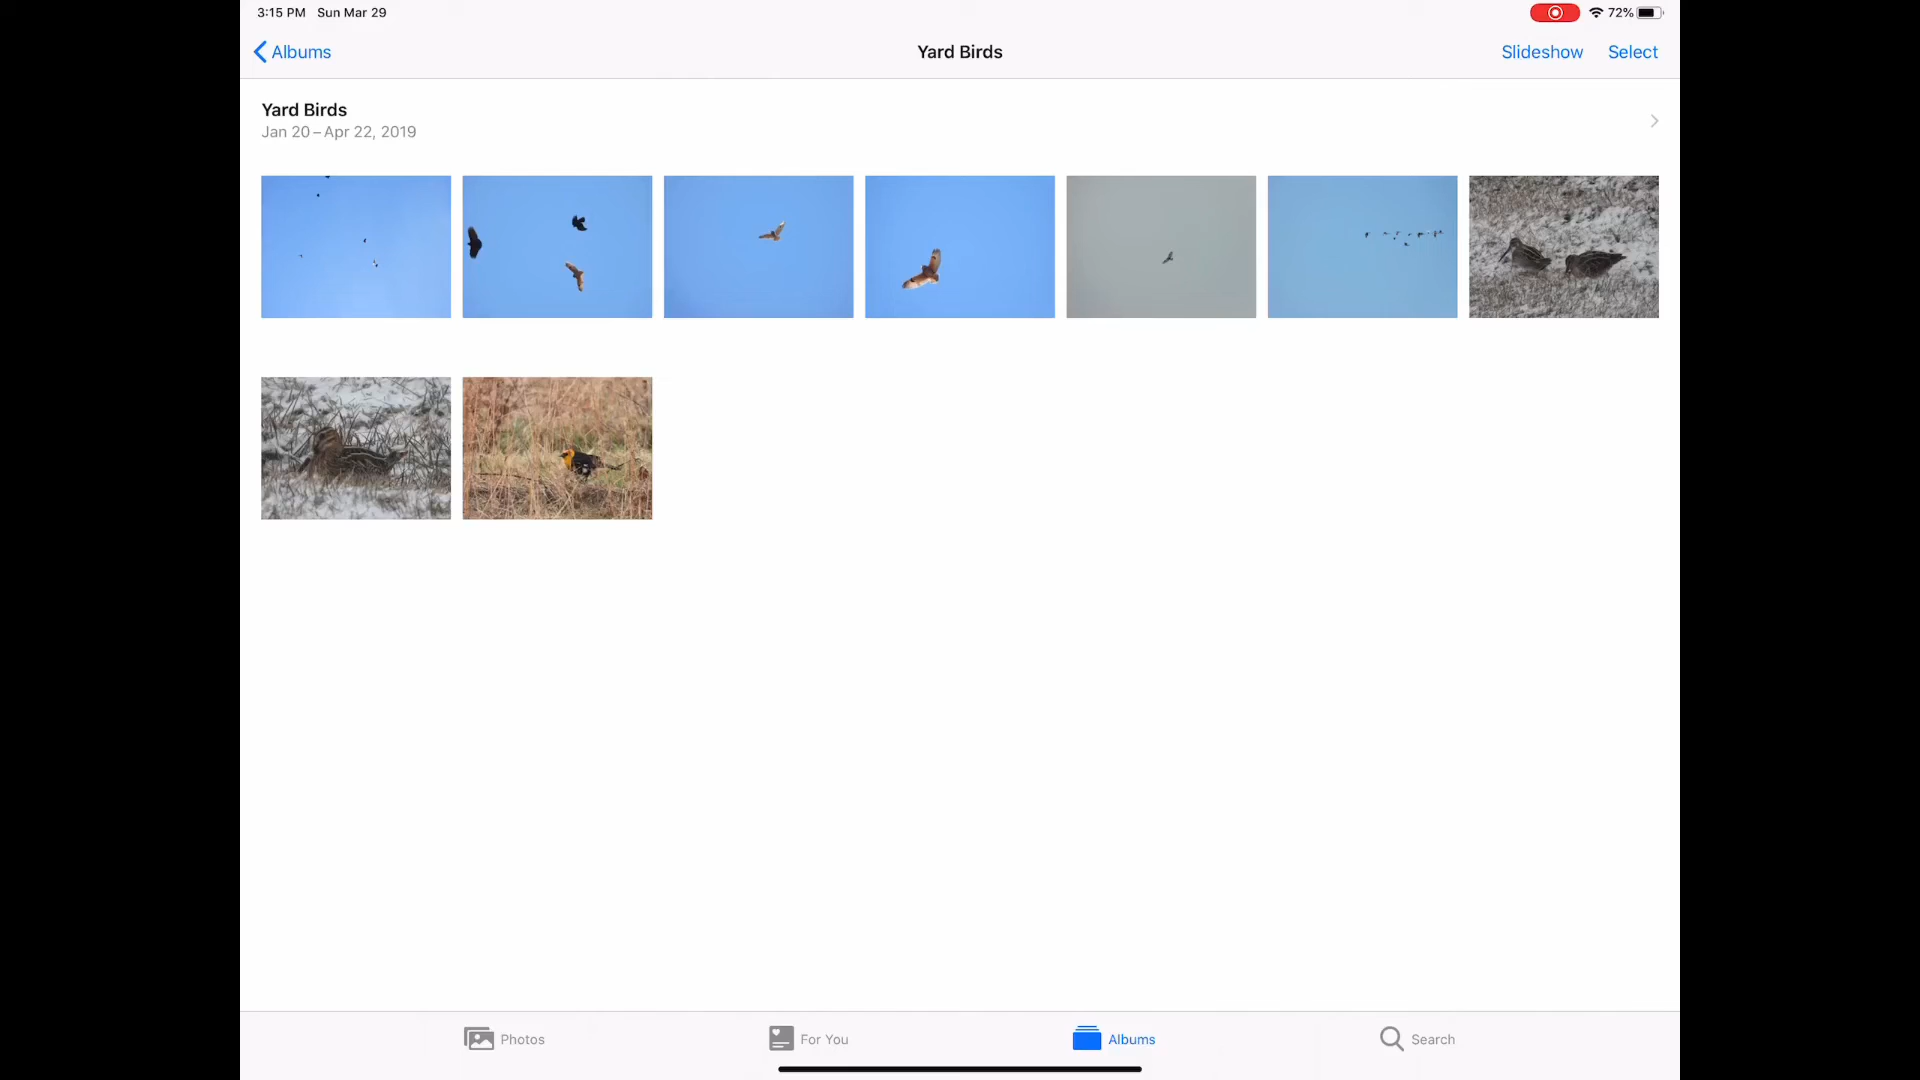 3:15 PM Sun Mar 29 72%
Albums Yard Birds Slideshow Select
Yard Birds
Jan 20 – Apr 22, 2019
Photos For You Albums Search